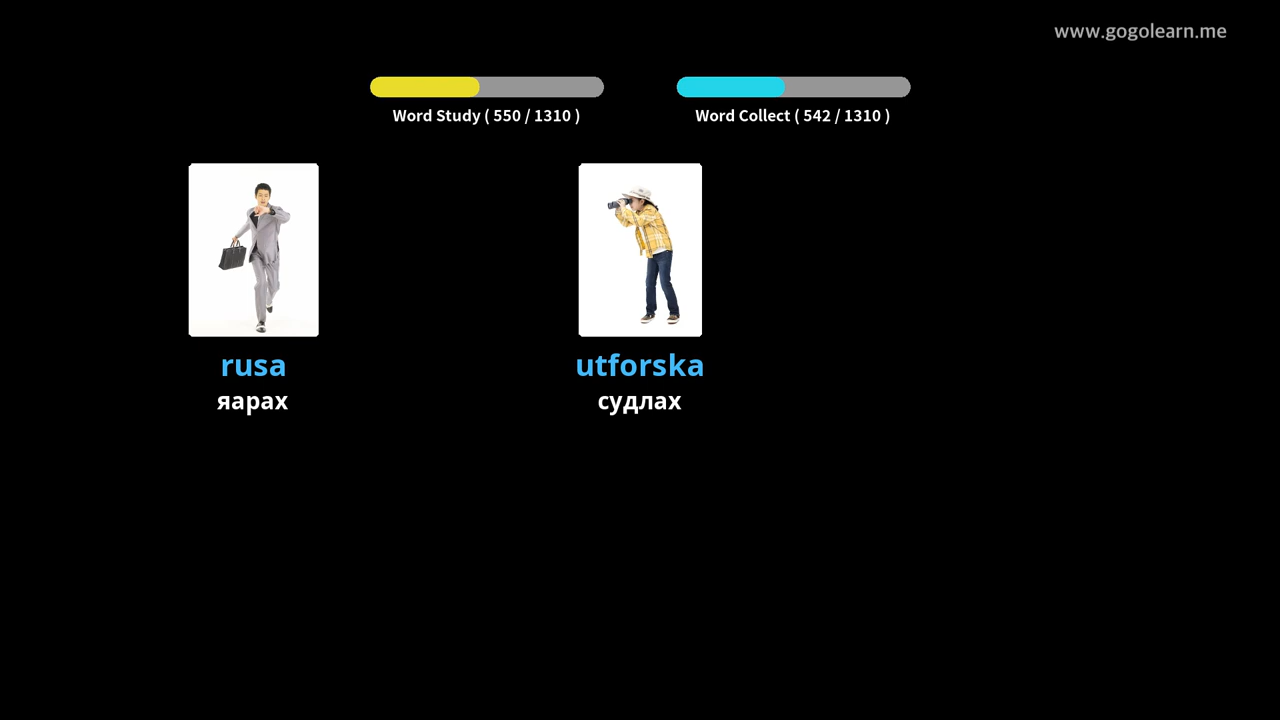 www.gogolearn.me
Word Study ( 550 / 1310 )
Word Collect ( 542 / 1310 )
rusa
яарах
utforska
судлах